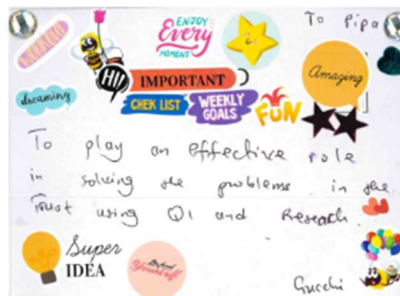 To Pipa
ENJOY
Every
MOMENT
Amazing
HI!
IMPORTANT
dreaming
CHEK LIST
WEEKLY
GOALS
FUN
To play an effective role
in solving the problems in the
Trust using QI and Research.
Super
IDEA
Yourself
Gucchi